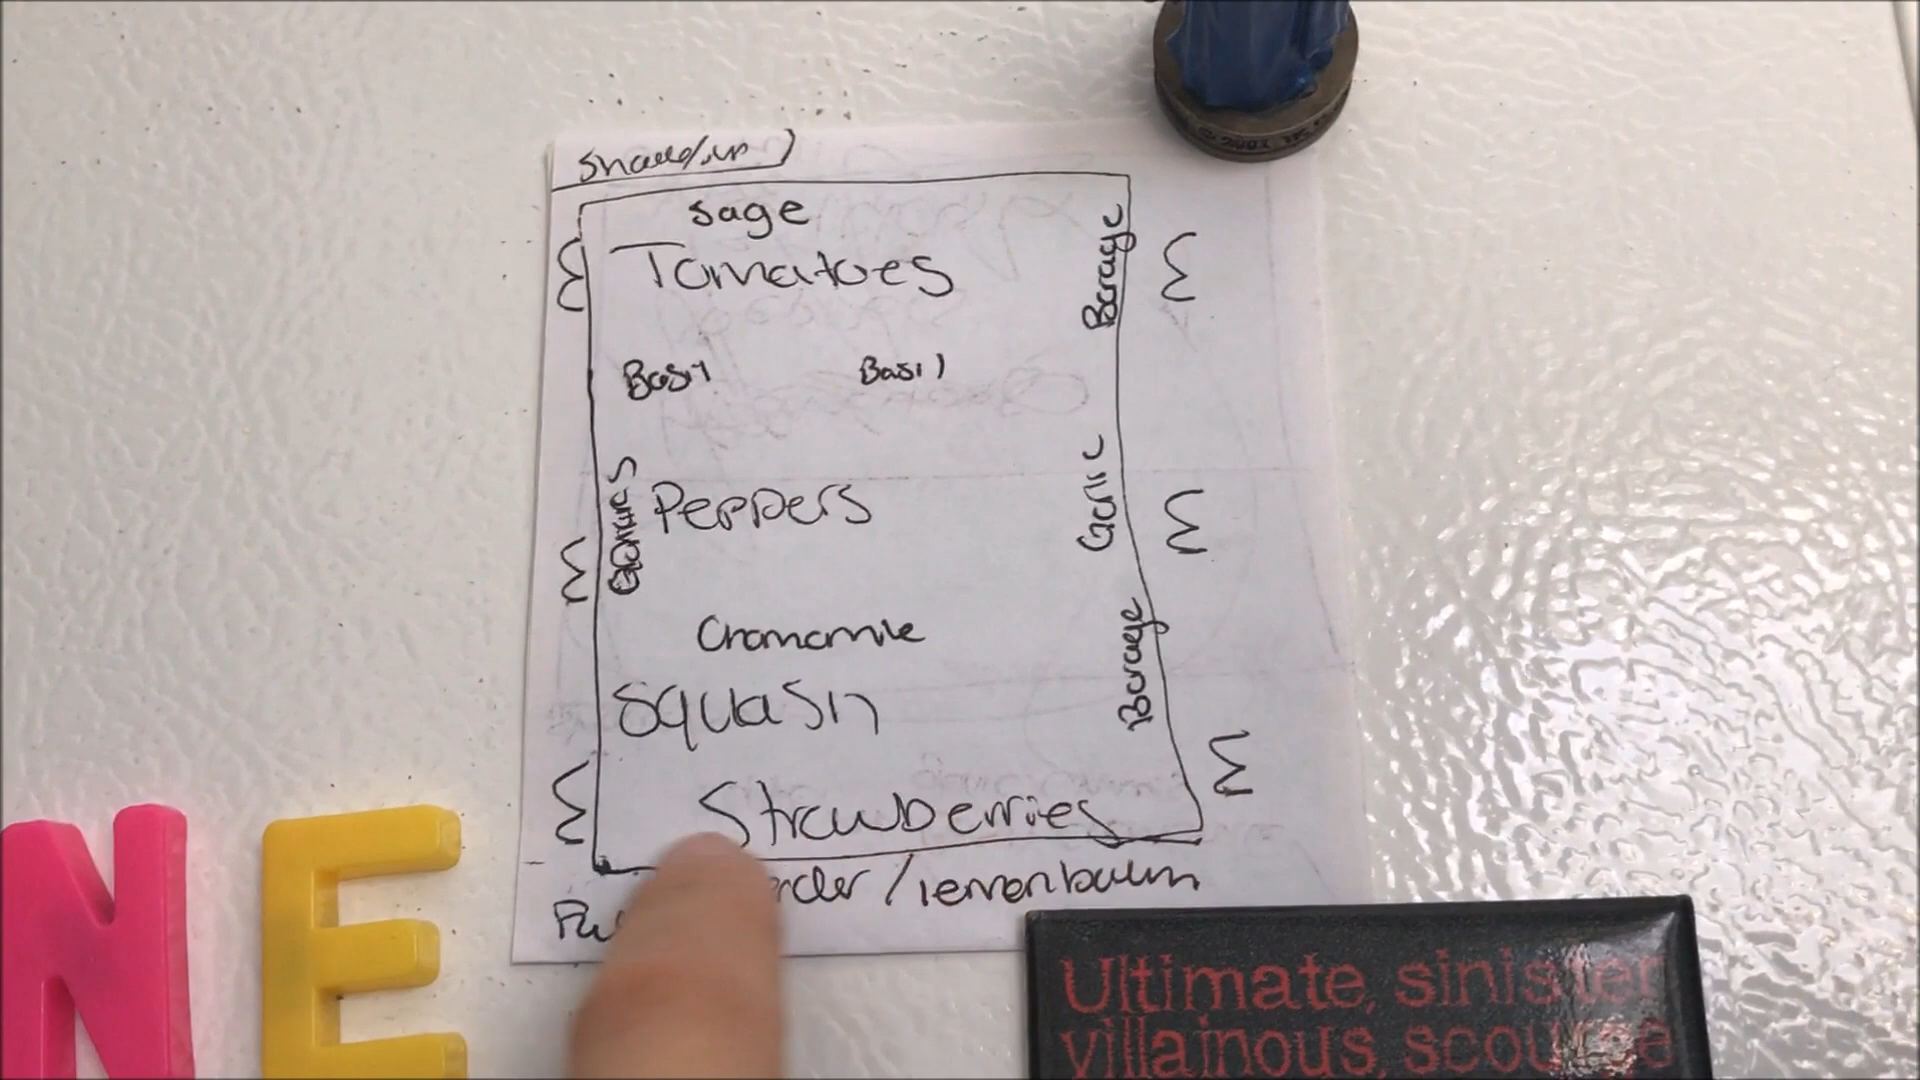 sage
Tomatoes
Borage
Basil Basil
Garlic
Peppers
Chamomile
Borage
Squash
Strawberries
/lemonbalm
N E
Ultimate, sinister
villainous, scourge